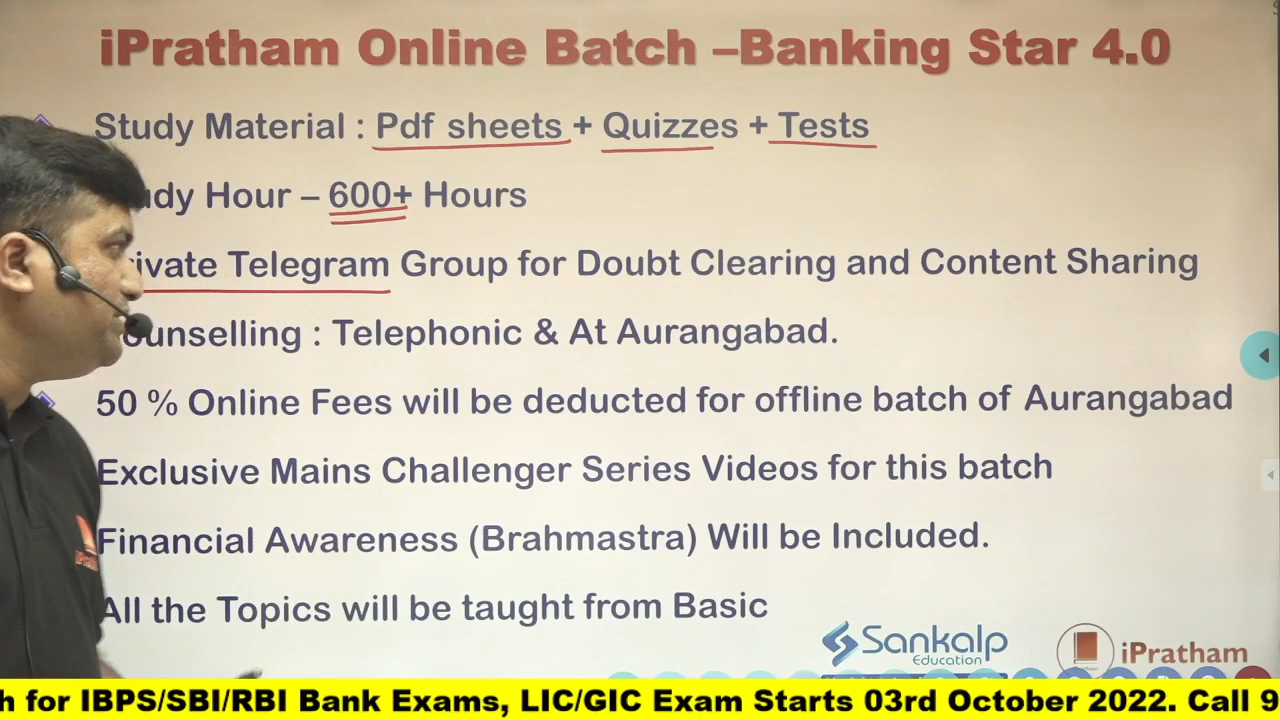 iPratham Online Batch –Banking Star 4.0
Study Material : Pdf sheets + Quizzes + Tests
Hour – 600+ Hours
Telegram Group for Doubt Clearing and Content Sharing
: Telephonic & At Aurangabad.
50 % Online Fees will be deducted for offline batch of Aurangabad
Exclusive Mains Challenger Series Videos for this batch
Financial Awareness (Brahmastra) Will be Included.
All the Topics will be taught from Basic
Sankalp
Education
iPratham
h for IBPS/SBI/RBI Bank Exams, LIC/GIC Exam Starts 03rd October 2022. Call 9